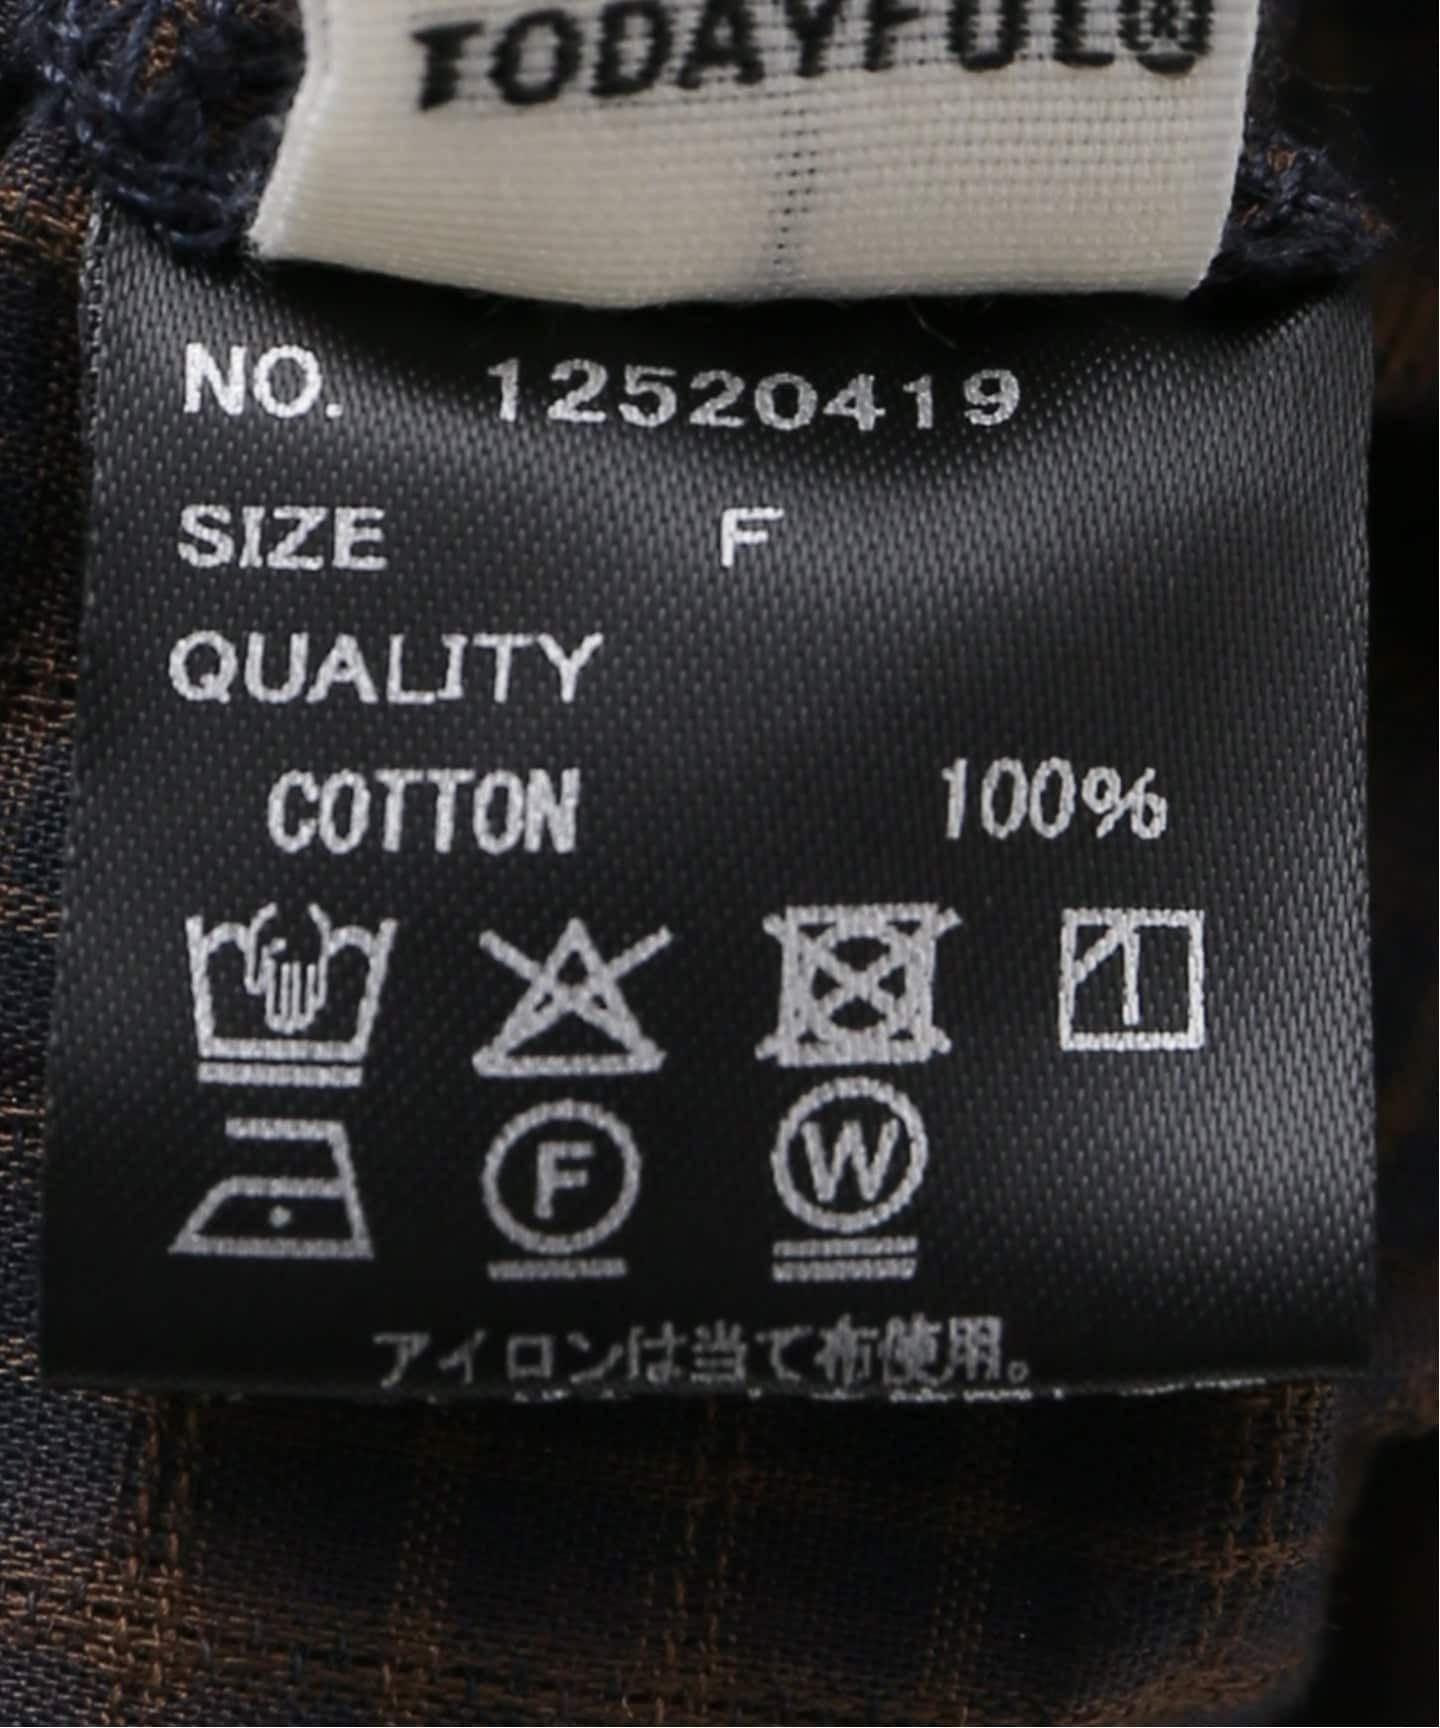 TODAYFUL®
NO. 12520419
SIZE F
QUALITY
COTTON 100%
F W
アイロンは当て布使用。